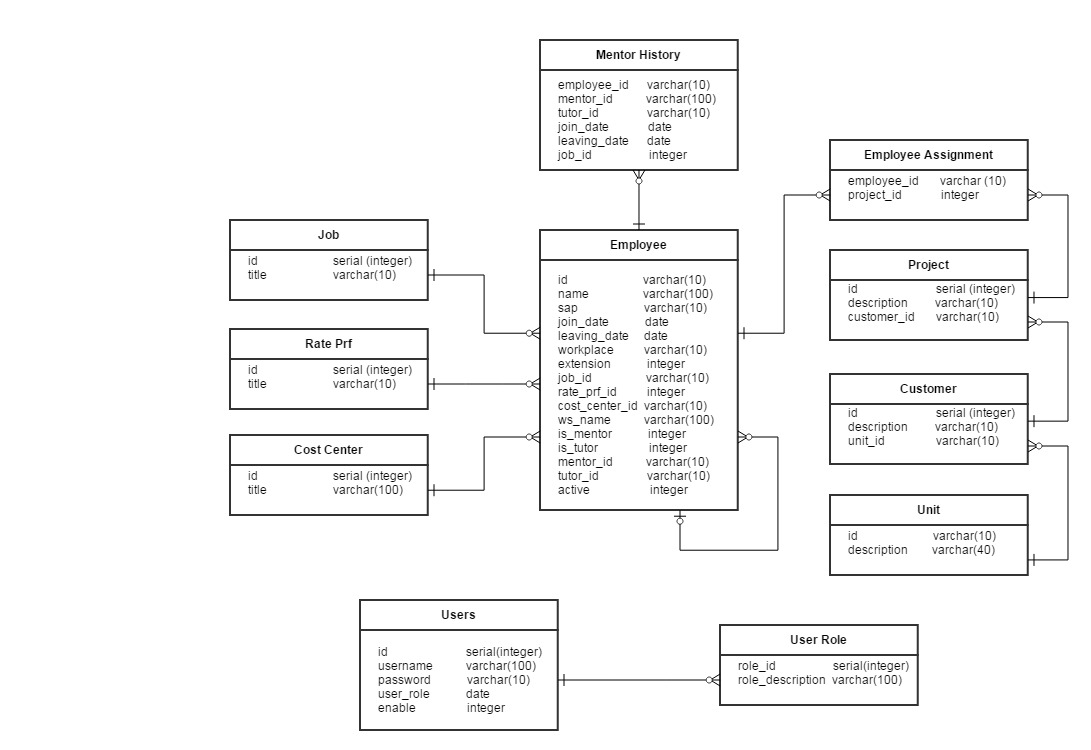 Mentor History
employee_id varchar(10)
mentor_id varchar(100)
tutor_id varchar(10)
join_date date
leaving_date date
job_id integer
Employee Assignment
employee_id varchar (10)
project_id integer
Job
id serial (integer)
title varchar(10)
Employee
id varchar(10)
name varchar(100)
sap varchar(10)
join_date date
leaving_date date
workplace varchar(10)
extension integer
job_id varchar(10)
rate_prf_id integer
cost_center_id varchar(10)
ws_name varchar(100)
is_mentor integer
is_tutor integer
mentor_id varchar(10)
tutor_id varchar(10)
active integer
Project
id serial (integer)
description varchar(10)
customer_id varchar(10)
Rate Prf
id serial (integer)
title varchar(10)
Customer
id serial (integer)
description varchar(10)
unit_id varchar(10)
Cost Center
id serial (integer)
title varchar(100)
Unit
id varchar(10)
description varchar(40)
Users
id serial(integer)
username varchar(100)
password varchar(10)
user_role date
enable integer
User Role
role_id serial(integer)
role_description varchar(100)